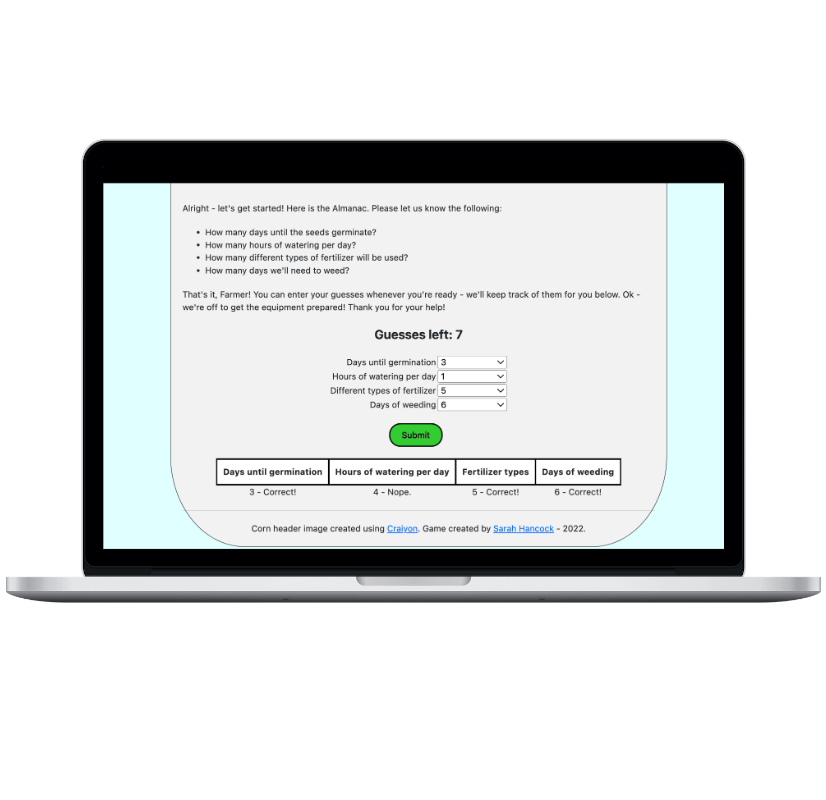 Alright - let's get started! Here is the Almanac. Please let us know the following:
• How many days until the seeds germinate?
• How many hours of watering per day?
• How many different types of fertilizer will be used?
• How many days we'll need to weed?
That's it, Farmer! You can enter your guesses whenever you're ready - we'll keep track of them for you below. Ok -
we're off to get the equipment prepared! Thank you for your help!
Guesses left: 7
Days until germination 3
Hours of watering per day 1
Different types of fertilizer 5
Days of weeding 6
Submit
Days until germination Hours of watering per day Fertilizer types Days of weeding
3 - Correct! 4 - Nope. 5 - Correct! 6 - Correct!
Corn header image created using Craiyon. Game created by Sarah Hancock - 2022.